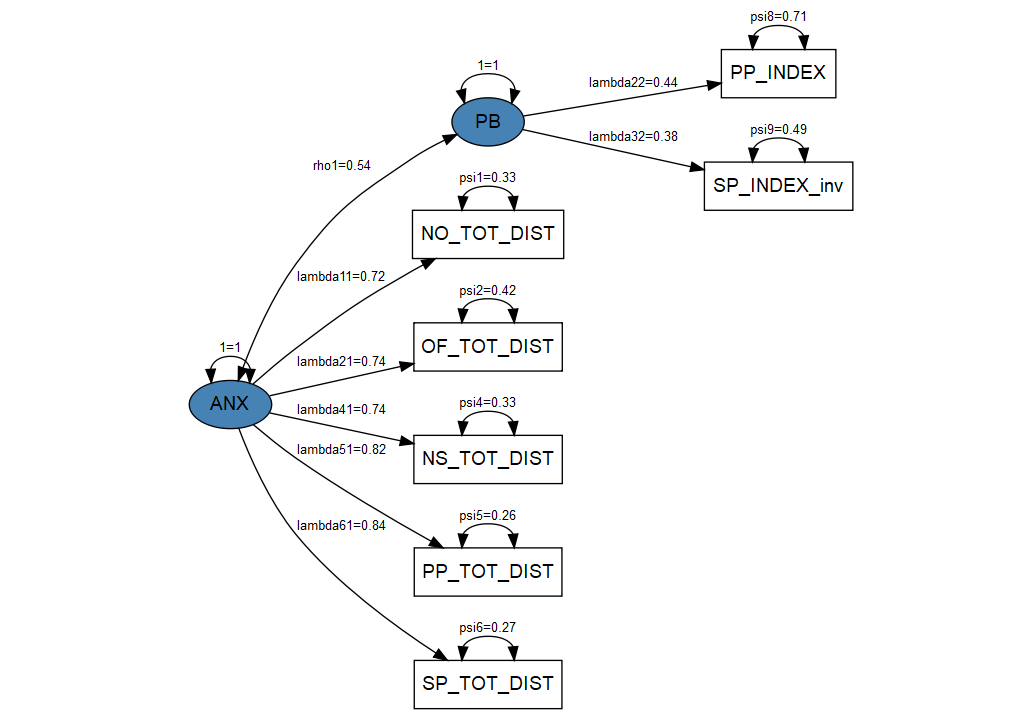 psi8=0.71
PP_INDEX
1=1
lambda22=0.44
PB
psi9=0.49
lambda32=0.38
SP_INDEX_inv
rho1=0.54
psi1=0.33
NO_TOT_DIST
lambda11=0.72
psi2=0.42
OF_TOT_DIST
1=1
lambda21=0.74
ANX
lambda41=0.74
psi4=0.33
NS_TOT_DIST
lambda51=0.82
psi5=0.26
PP_TOT_DIST
lambda61=0.84
psi6=0.27
SP_TOT_DIST